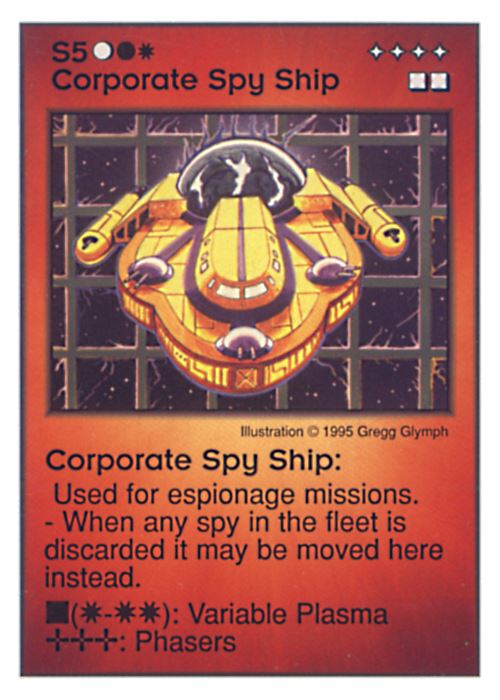 S5
Corporate Spy Ship
Illustration © 1995 Gregg Glymph
Corporate Spy Ship:
Used for espionage missions.
- When any spy in the fleet is
discarded it may be moved here
instead.
■(✷-✷✷): Variable Plasma
✛✛✛: Phasers